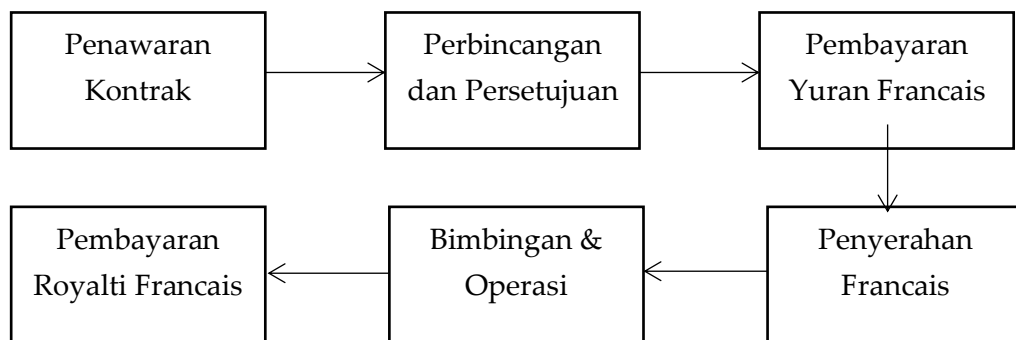 Penawaran
Kontrak
Perbincangan
dan Persetujuan
Pembayaran
Yuran Francais
Penyerahan
Francais
Bimbingan &
Operasi
Pembayaran
Royalti Francais